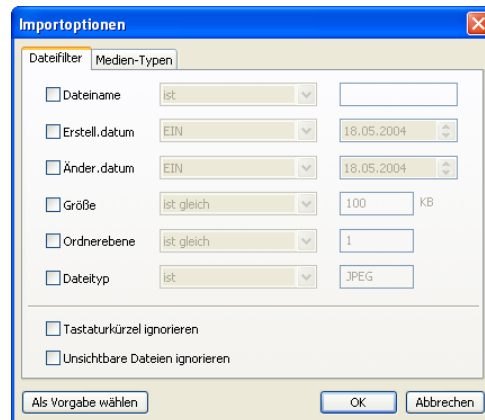 Importoptionen
Dateifilter Medien-Typen
Dateiname ist
Erstell.datum EIN 18.05.2004
Änder.datum EIN 18.05.2004
Größe ist gleich 100 KB
Ordnerebene ist gleich 1
Dateityp ist JPEG
Tastaturkürzel ignorieren
Unsichtbare Dateien ignorieren
Als Vorgabe wählen OK Abbrechen